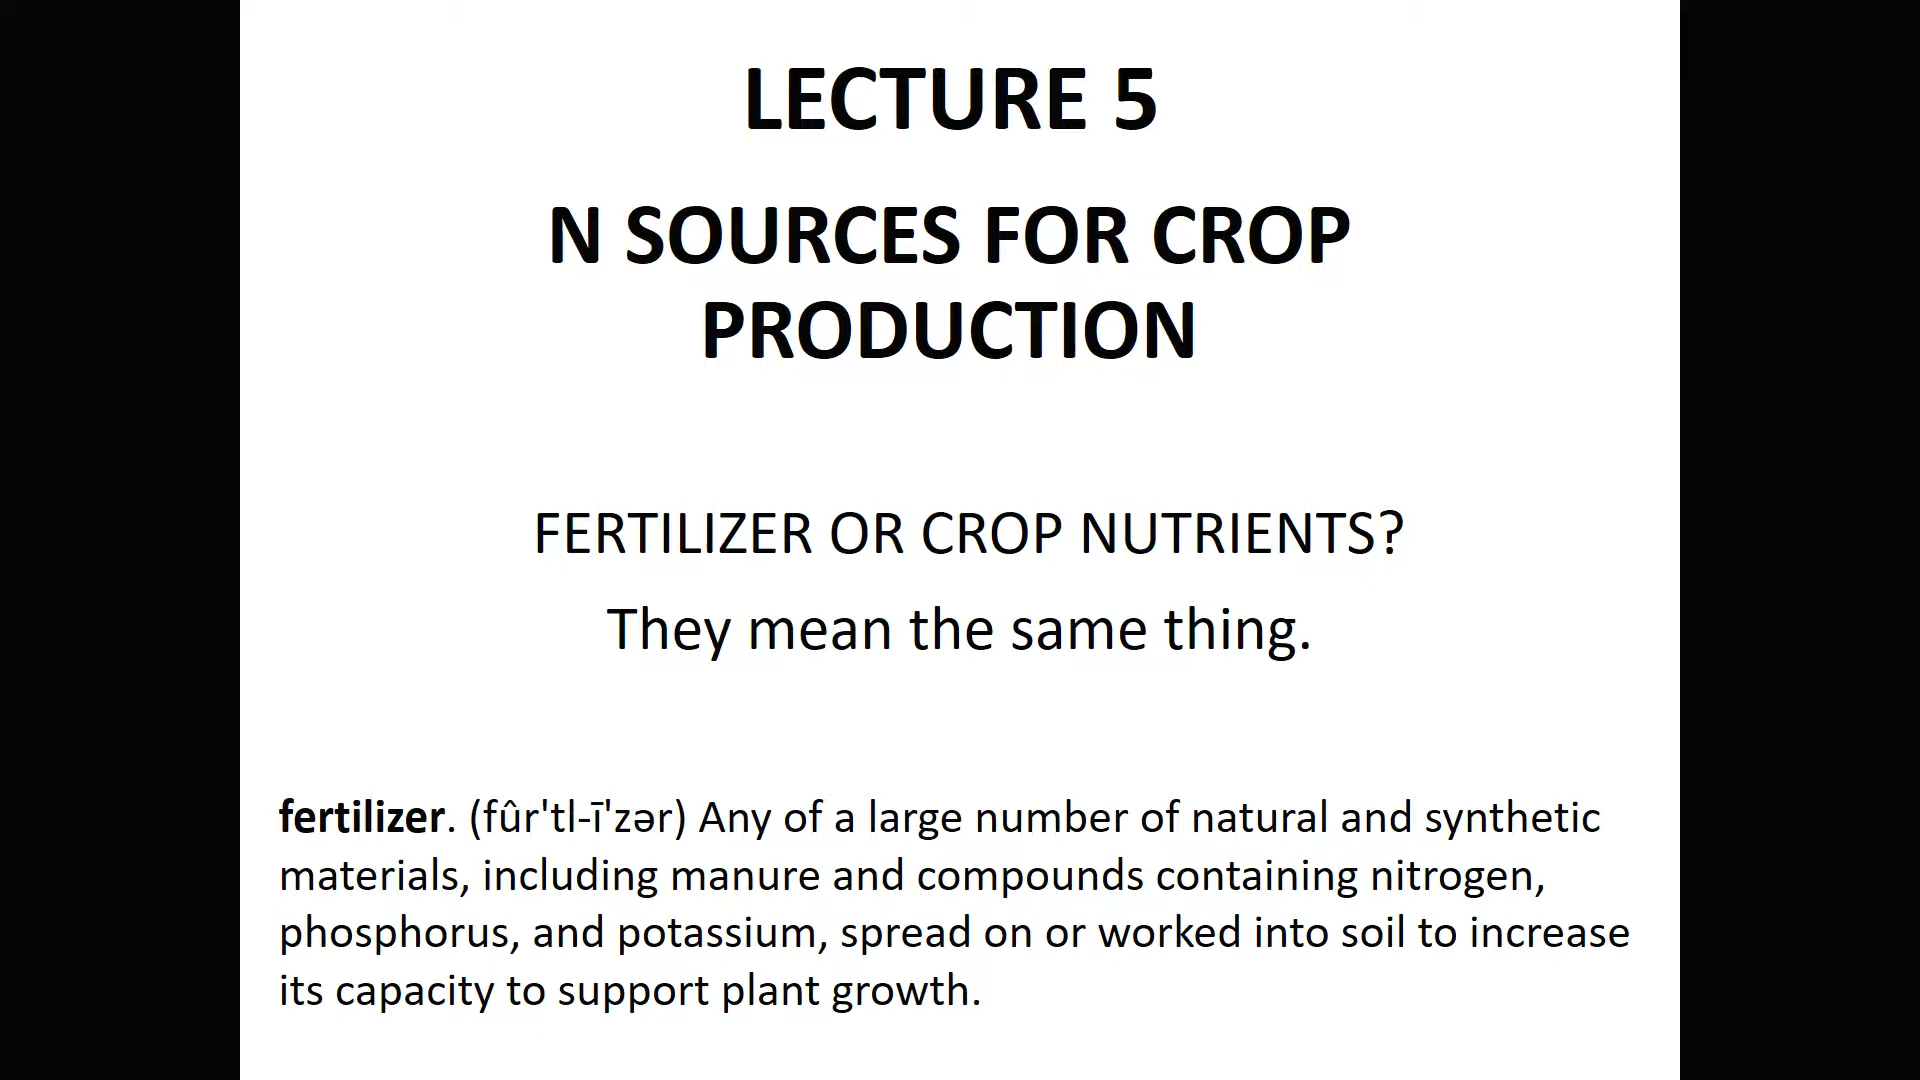 LECTURE 5
N SOURCES FOR CROP
PRODUCTION
FERTILIZER OR CROP NUTRIENTS?
They mean the same thing.
fertilizer. (fûr'tl-ī'zər) Any of a large number of natural and synthetic
materials, including manure and compounds containing nitrogen,
phosphorus, and potassium, spread on or worked into soil to increase
its capacity to support plant growth.